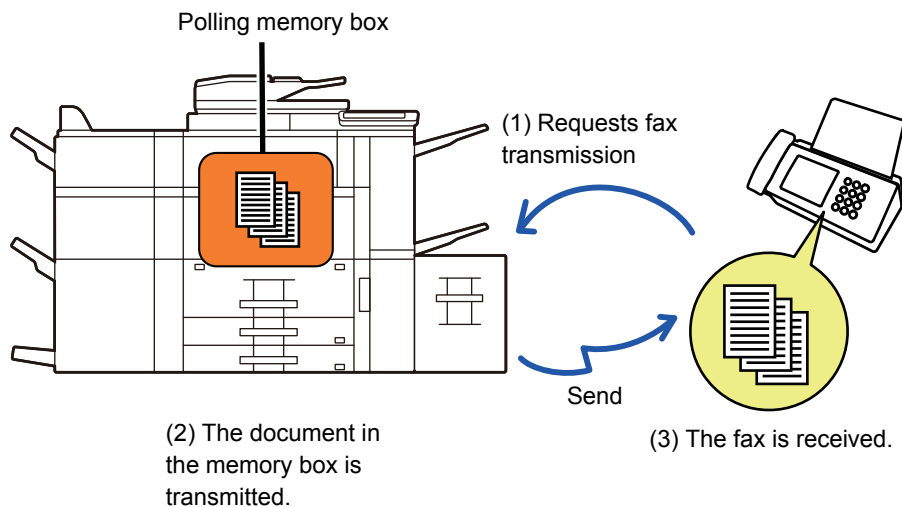 Polling memory box
(1) Requests fax
transmission
Send
(2) The document in
the memory box is
transmitted.
(3) The fax is received.